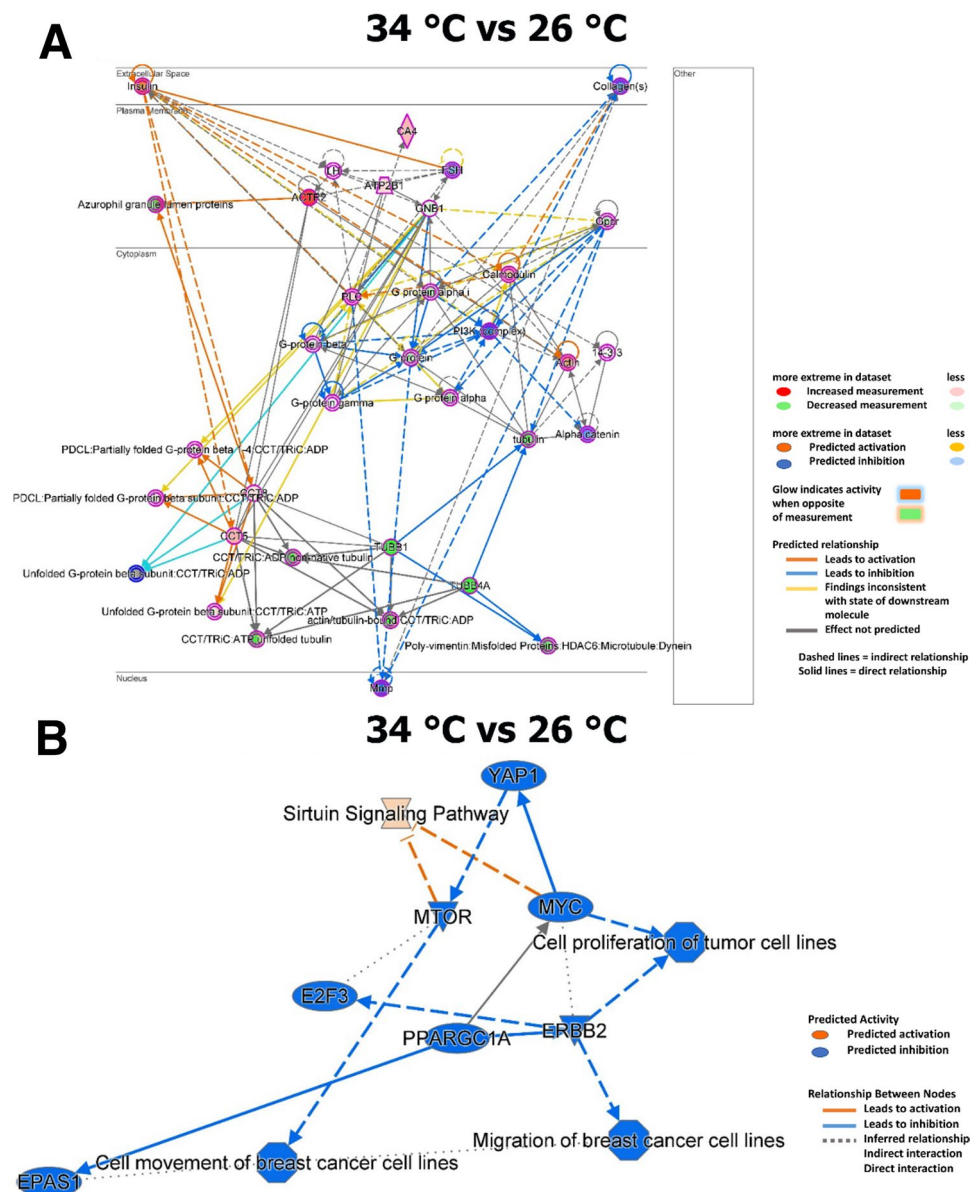 A
34 °C vs 26 °C
Extracellular Space
Other
Insulin
Collagen(s)
Plasma Membrane
CA4
LH
FSH
ATP2B1
ACTR2
Azurophil granule lumen proteins
GNB1
Gpcr
Cytoplasm
Calmodulin
PLC
G protein alpha i
PI3K (complex)
G-protein beta
G-protein
Actin
14-3-3
G-protein gamma
G protein alpha
tubulin
Alpha catenin
PDCL:Partially folded G-protein beta 1-4:CCT/TRiC:ADP
CCT8
PDCL:Partially folded G-protein beta subunit:CCT/TRiC:ADP
CCT5
TUBB1
CCT/TRiC:ADP:non-native tubulin
Unfolded G-protein beta subunit:CCT/TRiC:ADP
TUBB4A
Unfolded G-protein beta subunit:CCT/TRiC:ATP
actin/tubulin-bound:CCT/TRiC:ADP
CCT/TRiC:ATP:unfolded tubulin
Poly-vimentin:Misfolded Proteins:HDAC6:Microtubule:Dynein
Nucleus
Mmp
more extreme in dataset less
Increased measurement
Decreased measurement
more extreme in dataset less
Predicted activation
Predicted inhibition
Glow indicates activity
when opposite
of measurement
Predicted relationship
Leads to activation
Leads to inhibition
Findings inconsistent
with state of downstream
molecule
Effect not predicted
Dashed lines = indirect relationship
Solid lines = direct relationship
B
34 °C vs 26 °C
YAP1
Sirtuin Signaling Pathway
MTOR
MYC
Cell proliferation of tumor cell lines
E2F3
PPARGC1A
ERBB2
Migration of breast cancer cell lines
Cell movement of breast cancer cell lines
EPAS1
Predicted Activity
Predicted activation
Predicted inhibition
Relationship Between Nodes
Leads to activation
Leads to inhibition
Inferred relationship
Indirect interaction
Direct interaction